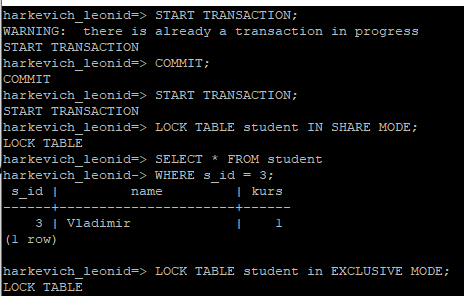 harkevich_leonid=> START TRANSACTION;
WARNING:  there is already a transaction in progress
START TRANSACTION
harkevich_leonid=> COMMIT;
COMMIT
harkevich_leonid=> START TRANSACTION;
START TRANSACTION
harkevich_leonid=> LOCK TABLE student IN SHARE MODE;
LOCK TABLE
harkevich_leonid=> SELECT * FROM student
harkevich_leonid-> WHERE s_id = 3;
 s_id |         name         | kurs
------+----------------------+------
    3 | Vladimir             |    1
(1 row)

harkevich_leonid=> LOCK TABLE student in EXCLUSIVE MODE;
LOCK TABLE